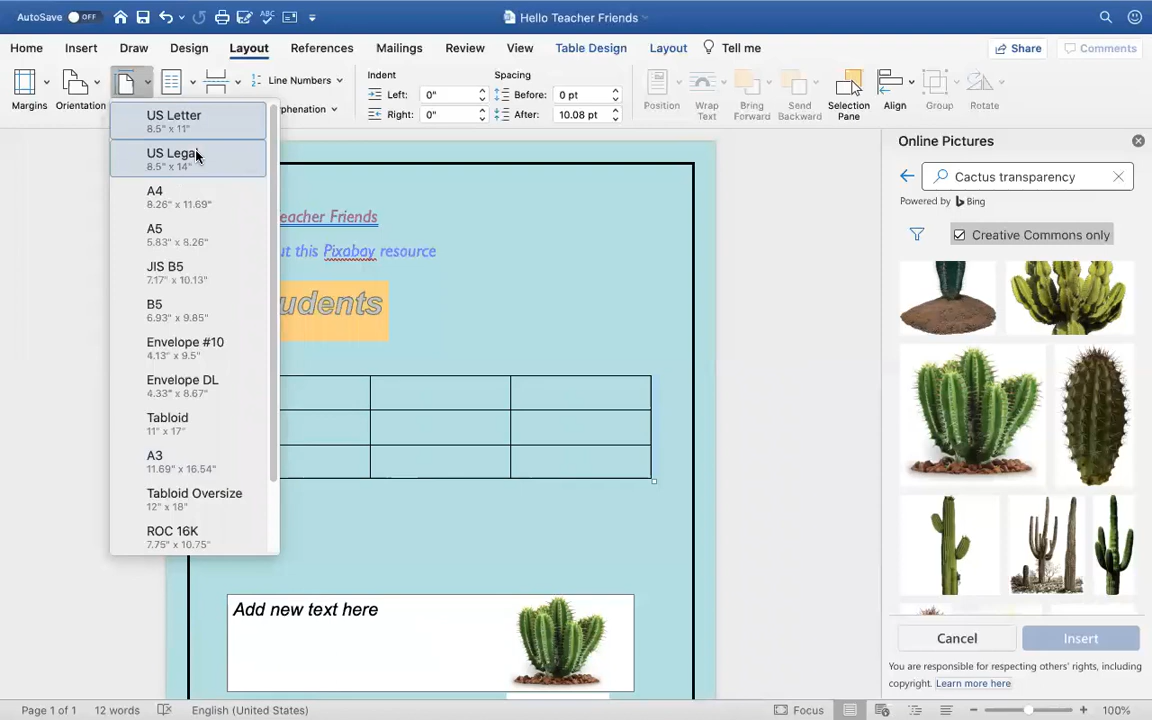 AutoSave OFF
Hello Teacher Friends
Home Insert Draw Design Layout References Mailings Review View Table Design Layout Tell me
Share Comments
Margins
Orientation
Line Numbers
phenation
Indent
Left: 0"
Right: 0"
Spacing
Before: 0 pt
After: 10.08 pt
Position
Wrap Text
Bring Forward
Send Backward
Selection Pane
Align
Group
Rotate
US Letter
8.5" x 11"
US Legal
8.5" x 14"
A4
8.26" x 11.69"
A5
5.83" x 8.26"
JIS B5
7.17" x 10.13"
B5
6.93" x 9.85"
Envelope #10
4.13" x 9.5"
Envelope DL
4.33" x 8.67"
Tabloid
11" x 17"
A3
11.69" x 16.54"
Tabloid Oversize
12" x 18"
ROC 16K
7.75" x 10.75"
eacher Friends
ut this Pixabay resource
udents
Add new text here
Online Pictures
Cactus transparency
Powered by Bing
Creative Commons only
Cancel Insert
You are responsible for respecting others' rights, including
copyright. Learn more here
Page 1 of 1 12 words English (United States) Focus 100%